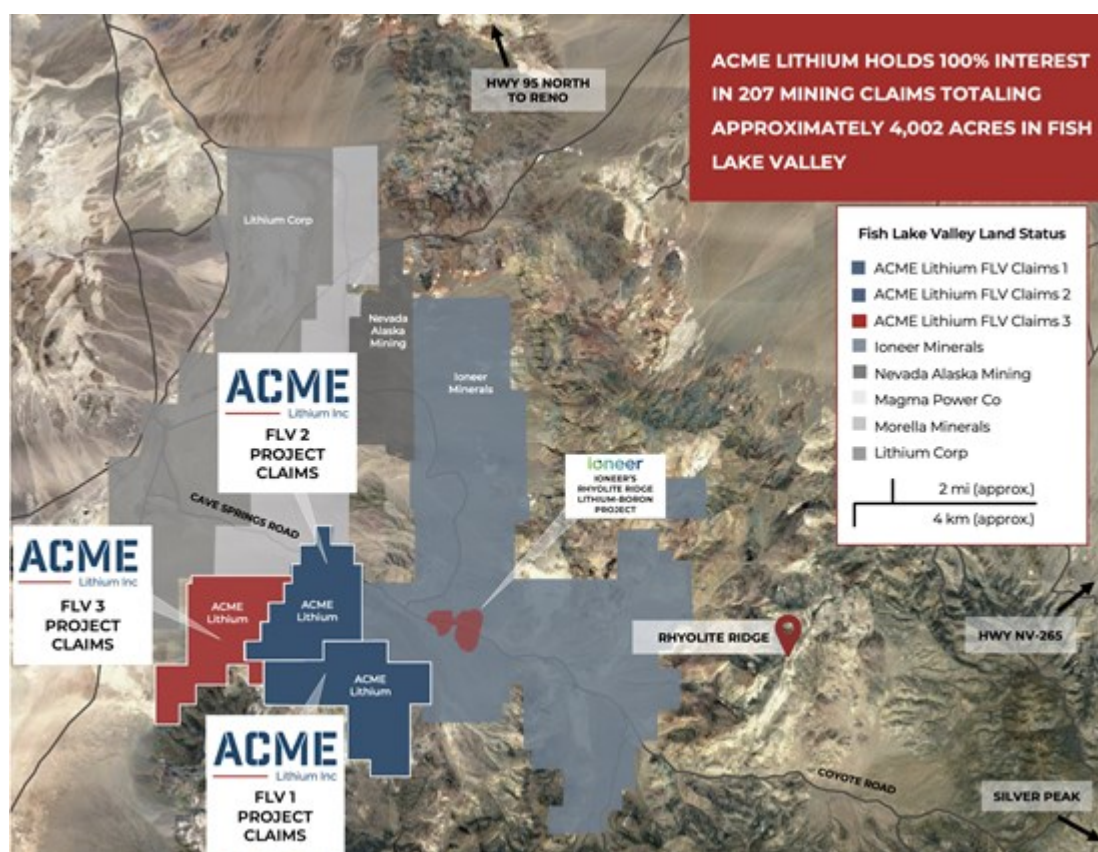 HWY 95 NORTH
TO RENO
ACME LITHIUM HOLDS 100% INTEREST
IN 207 MINING CLAIMS TOTALING
APPROXIMATELY 4,002 ACRES IN FISH
LAKE VALLEY
Fish Lake Valley Land Status
ACME Lithium FLV Claims 1
ACME Lithium FLV Claims 2
ACME Lithium FLV Claims 3
Ioneer Minerals
Nevada Alaska Mining
Magma Power Co
Morella Minerals
Lithium Corp
2 mi (approx.)
4 km (approx.)
Lithium Corp
Nevada
Alaska
Mining
Ioneer
Minerals
ACME
Lithium Inc
FLV 2
PROJECT
CLAIMS
ioneer
IONEER'S
RHYOLITE RIDGE
LITHIUM-BORON
PROJECT
CAVE SPRINGS ROAD
ACME
Lithium Inc
FLV 3
PROJECT
CLAIMS
ACME
Lithium
ACME
Lithium
ACME
Lithium
RHYOLITE RIDGE
HWY NV-265
ACME
Lithium Inc
FLV 1
PROJECT
CLAIMS
COYOTE ROAD
SILVER PEAK